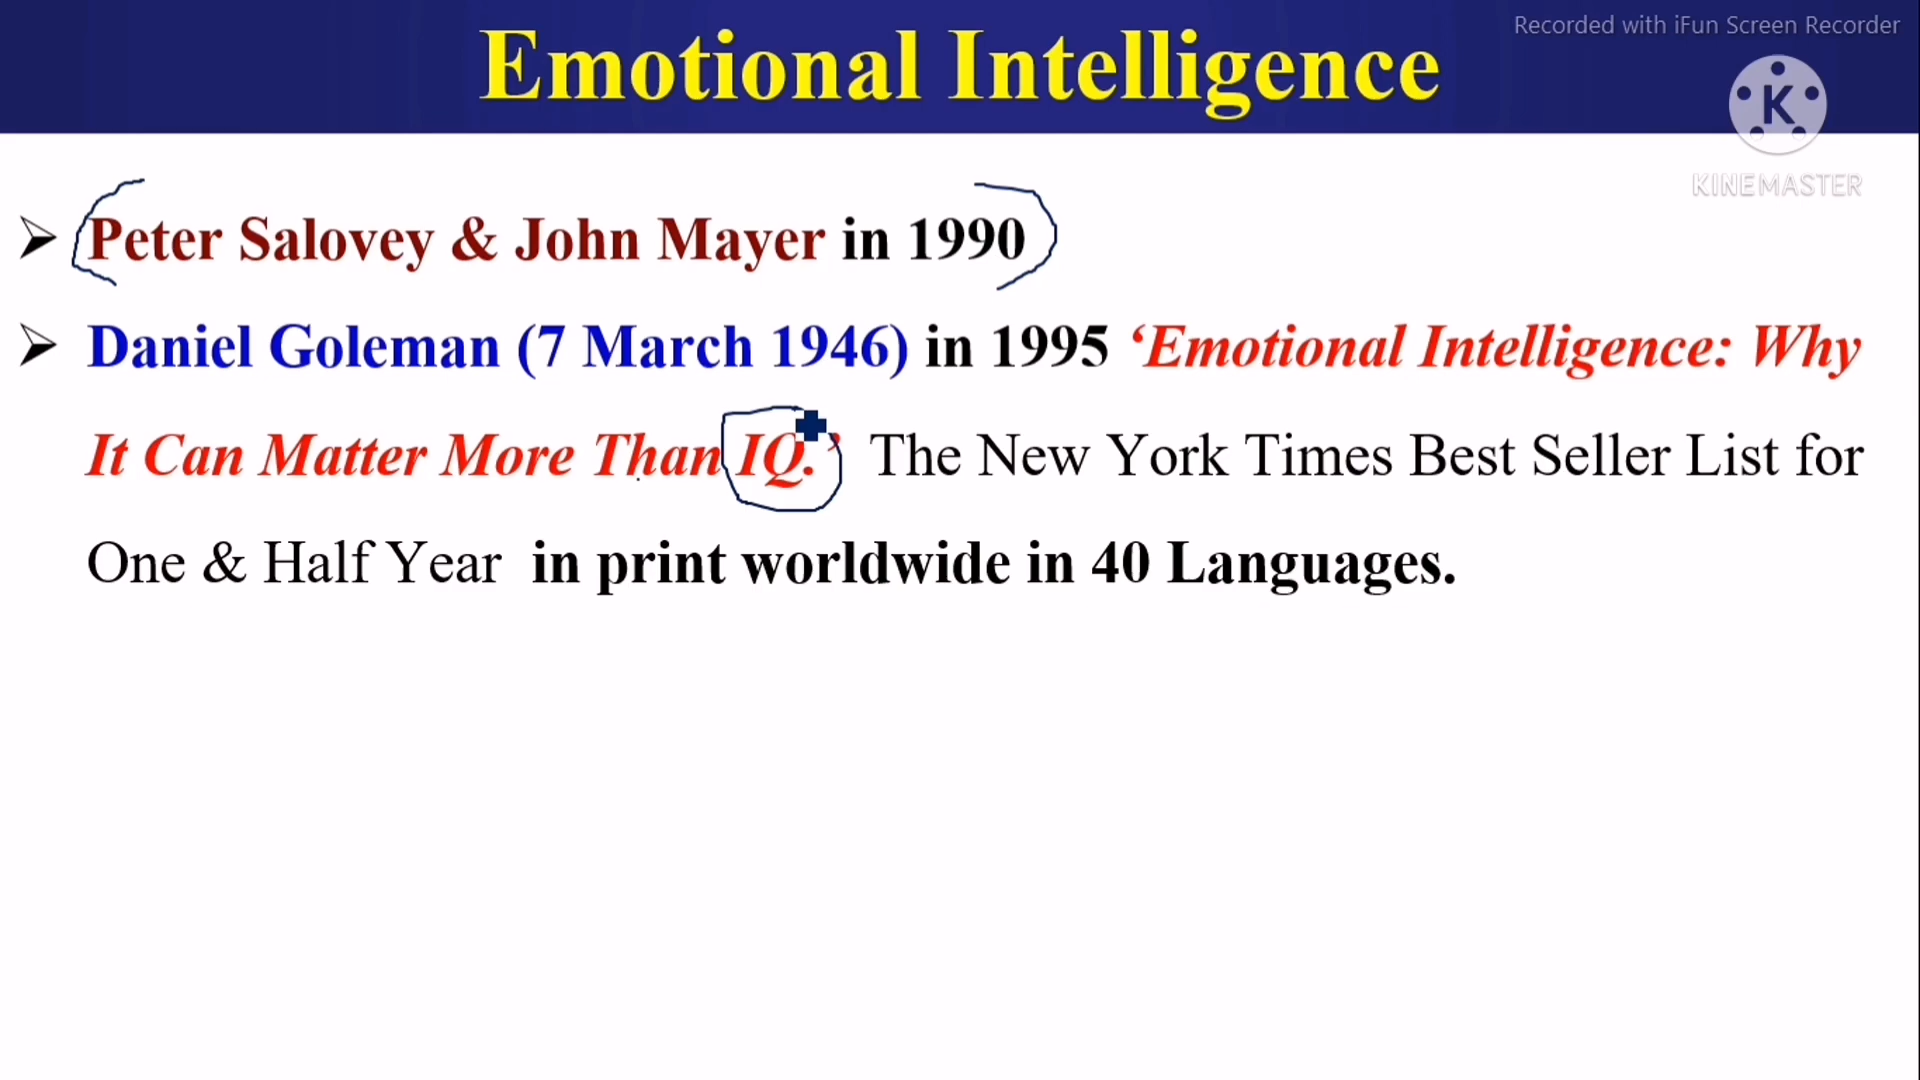 Recorded with iFun Screen Recorder
Emotional Intelligence
K
KINEMASTER
➢ Peter Salovey & John Mayer in 1990
➢ Daniel Goleman (7 March 1946) in 1995 ‘Emotional Intelligence: Why
It Can Matter More Than IQ.’ The New York Times Best Seller List for
One & Half Year in print worldwide in 40 Languages.